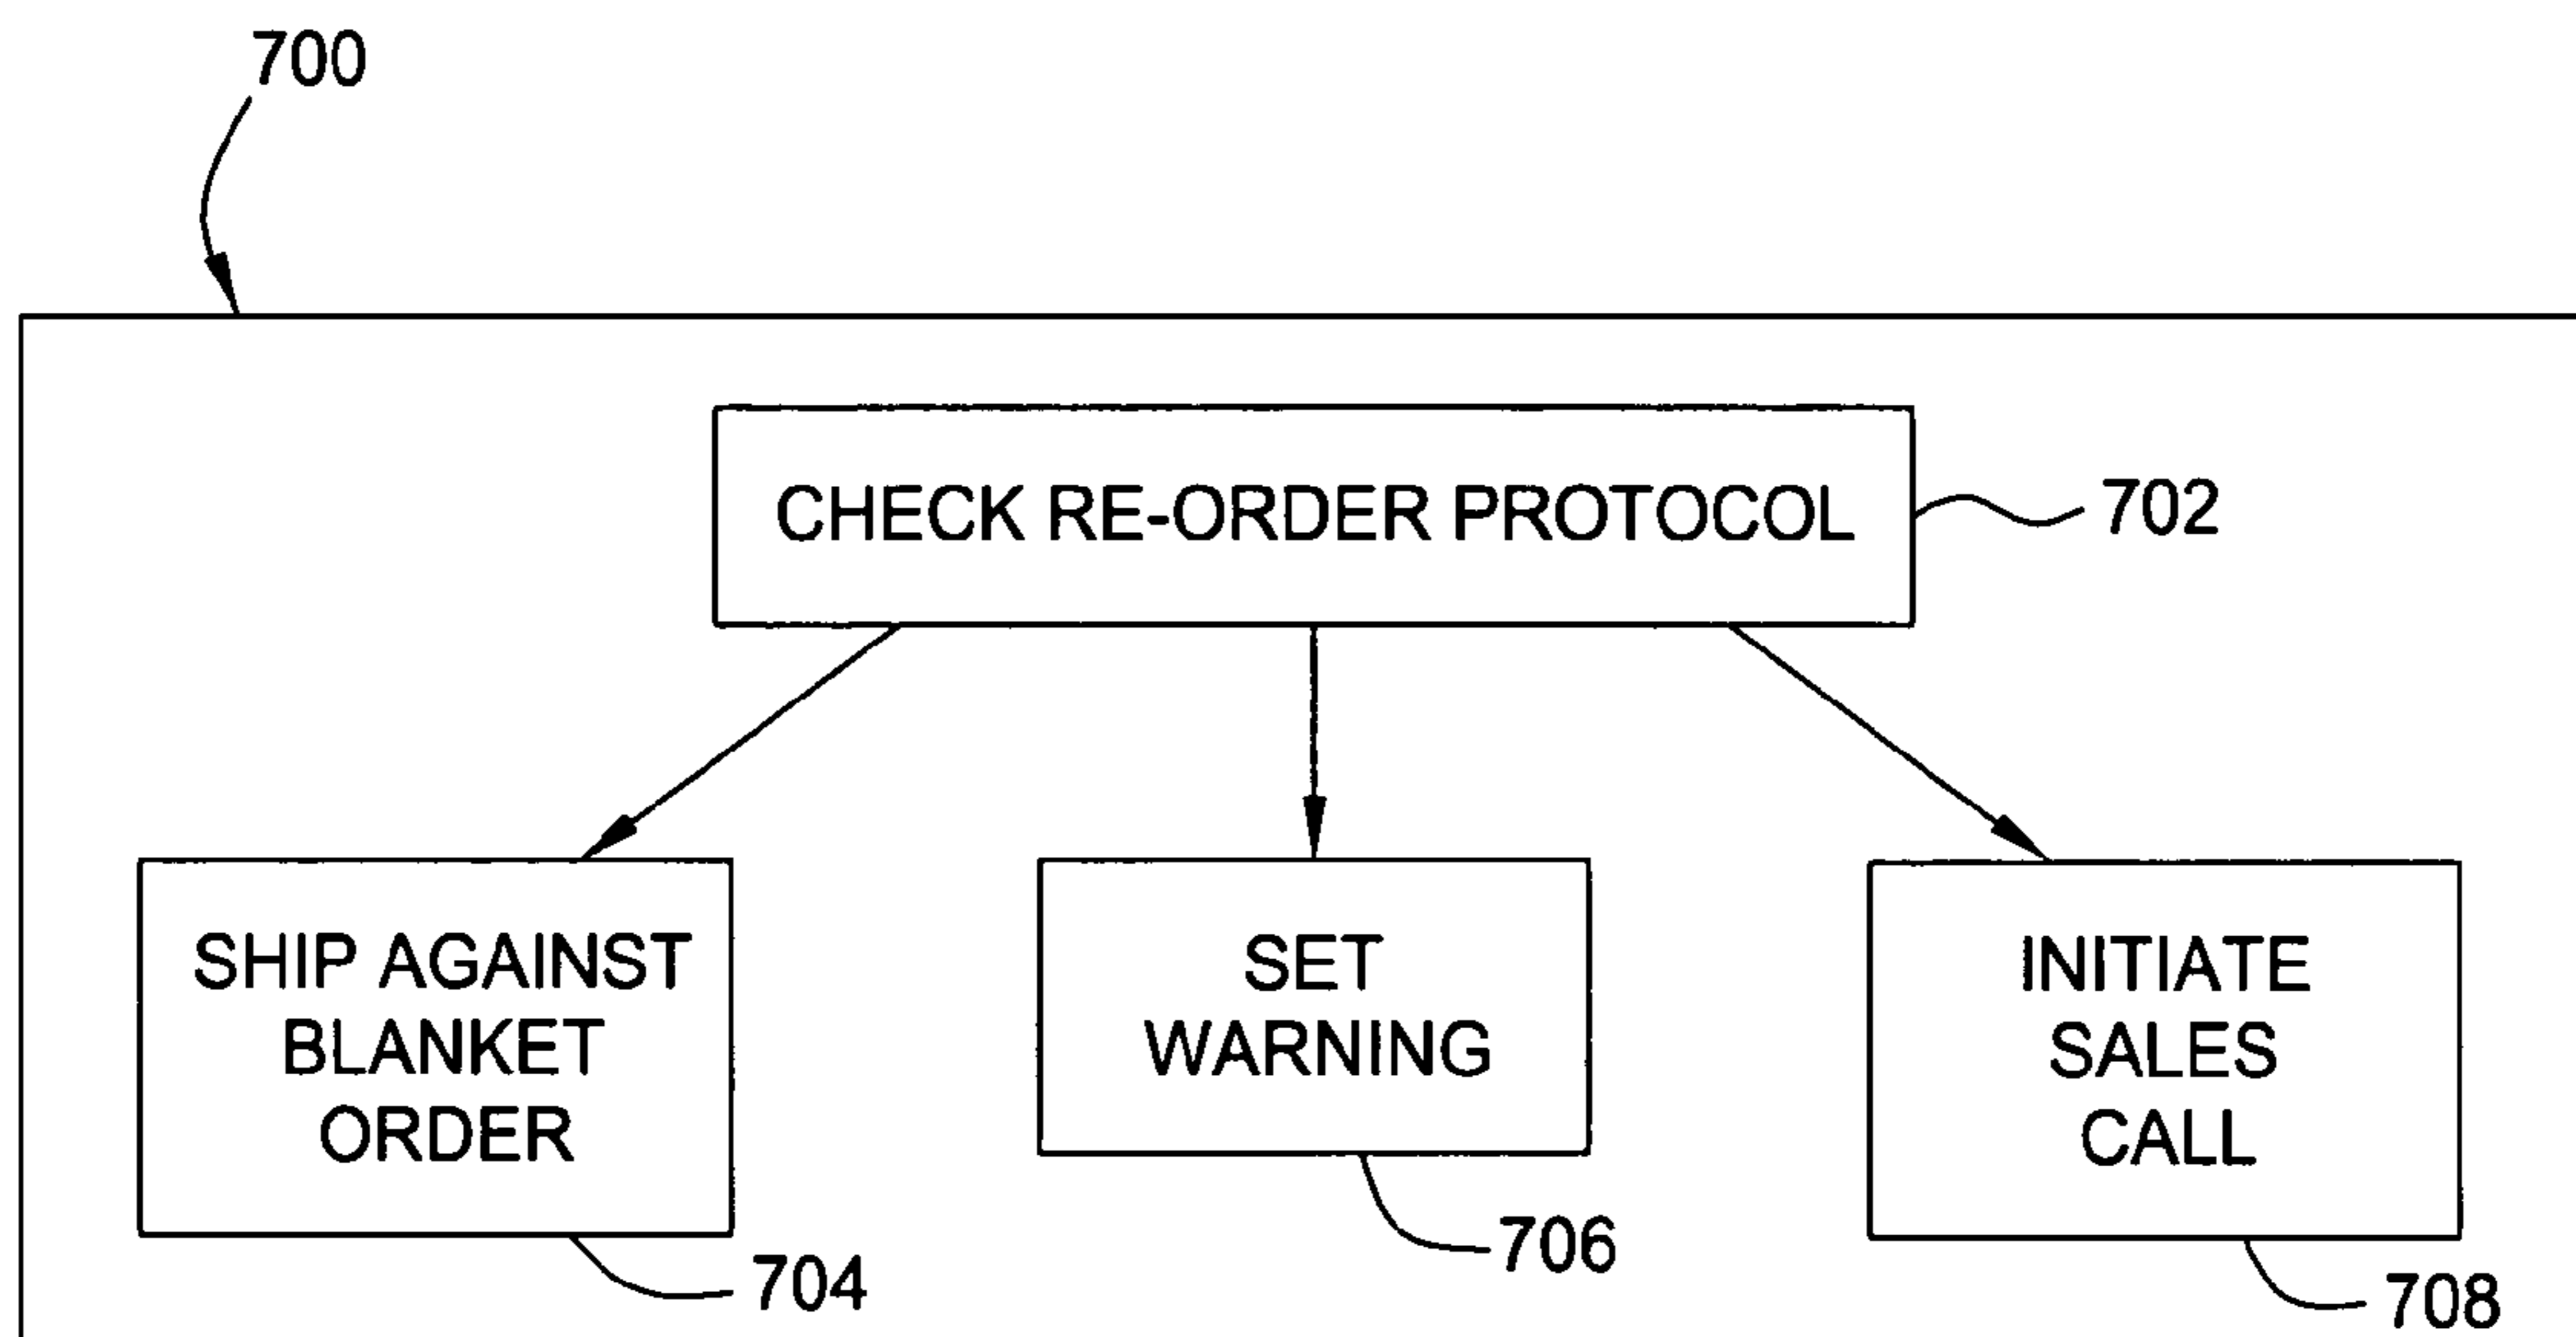 700
CHECK RE-ORDER PROTOCOL
702
SHIP AGAINST
BLANKET
ORDER
704
SET
WARNING
706
INITIATE
SALES
CALL
708